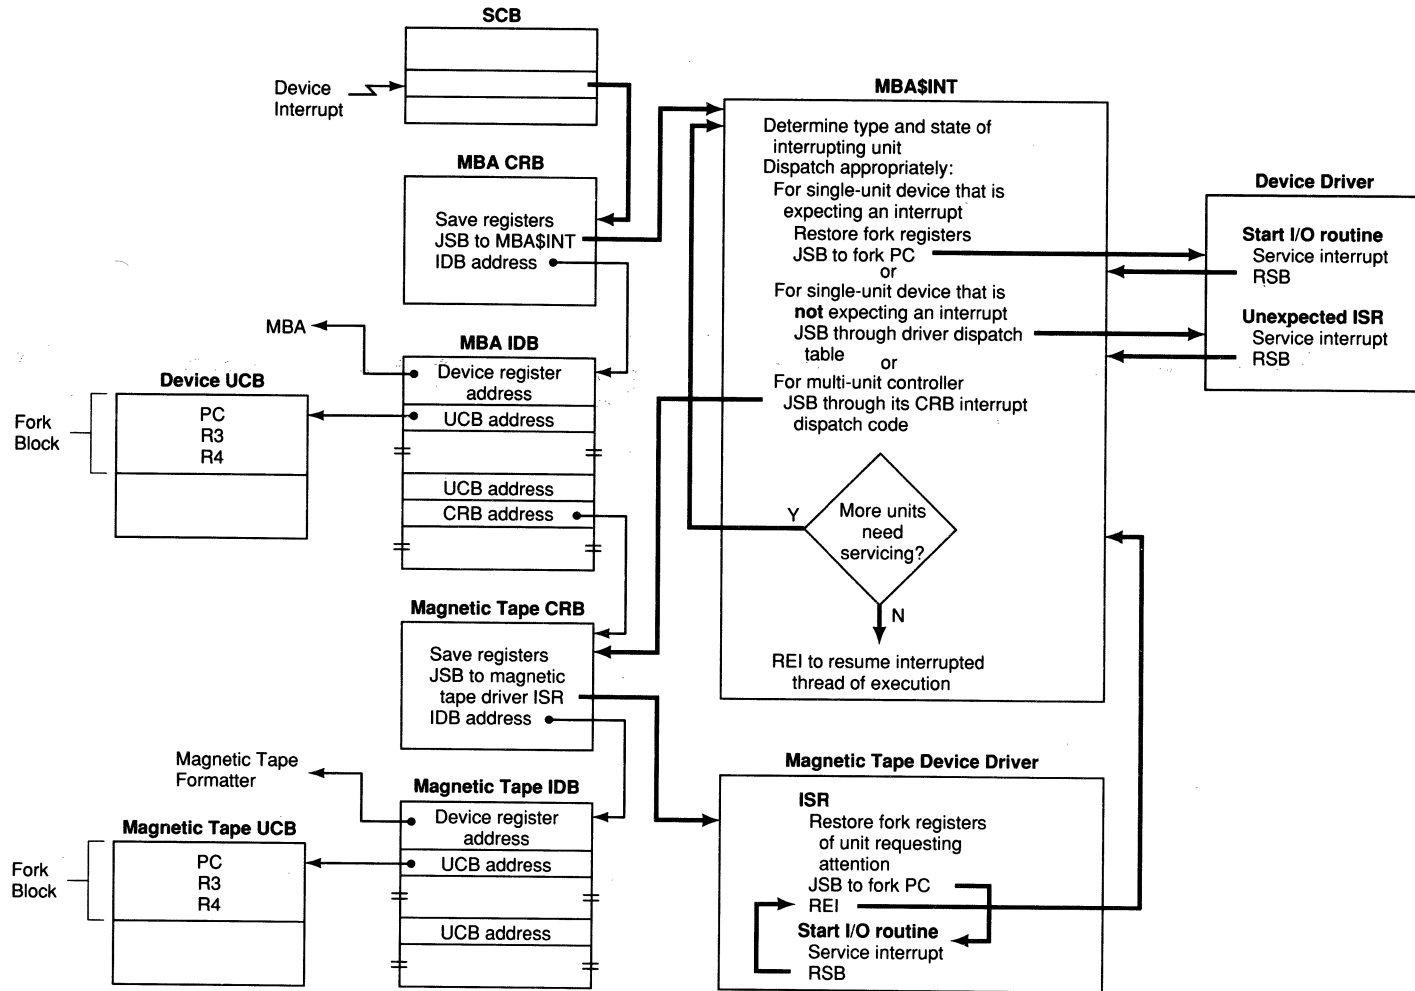 SCB
Device
Interrupt
MBA CRB
Save registers
JSB to MBA$INT
IDB address
MBA
MBA IDB
Device register
address
UCB address
UCB address
CRB address
Device UCB
PC
R3
R4
Fork
Block
Magnetic Tape CRB
Save registers
JSB to magnetic
tape driver ISR
IDB address
Magnetic Tape
Formatter
Magnetic Tape IDB
Device register
address
UCB address
UCB address
Magnetic Tape UCB
PC
R3
R4
Fork
Block
MBA$INT
Determine type and state of
interrupting unit
Dispatch appropriately:
For single-unit device that is
expecting an interrupt
Restore fork registers
JSB to fork PC
or
For single-unit device that is
not expecting an interrupt
JSB through driver dispatch
table
or
For multi-unit controller
JSB through its CRB interrupt
dispatch code
More units
need
servicing?
Y
N
REI to resume interrupted
thread of execution
Device Driver
Start I/O routine
Service interrupt
RSB
Unexpected ISR
Service interrupt
RSB
Magnetic Tape Device Driver
ISR
Restore fork registers
of unit requesting
attention
JSB to fork PC
REI
Start I/O routine
Service interrupt
RSB